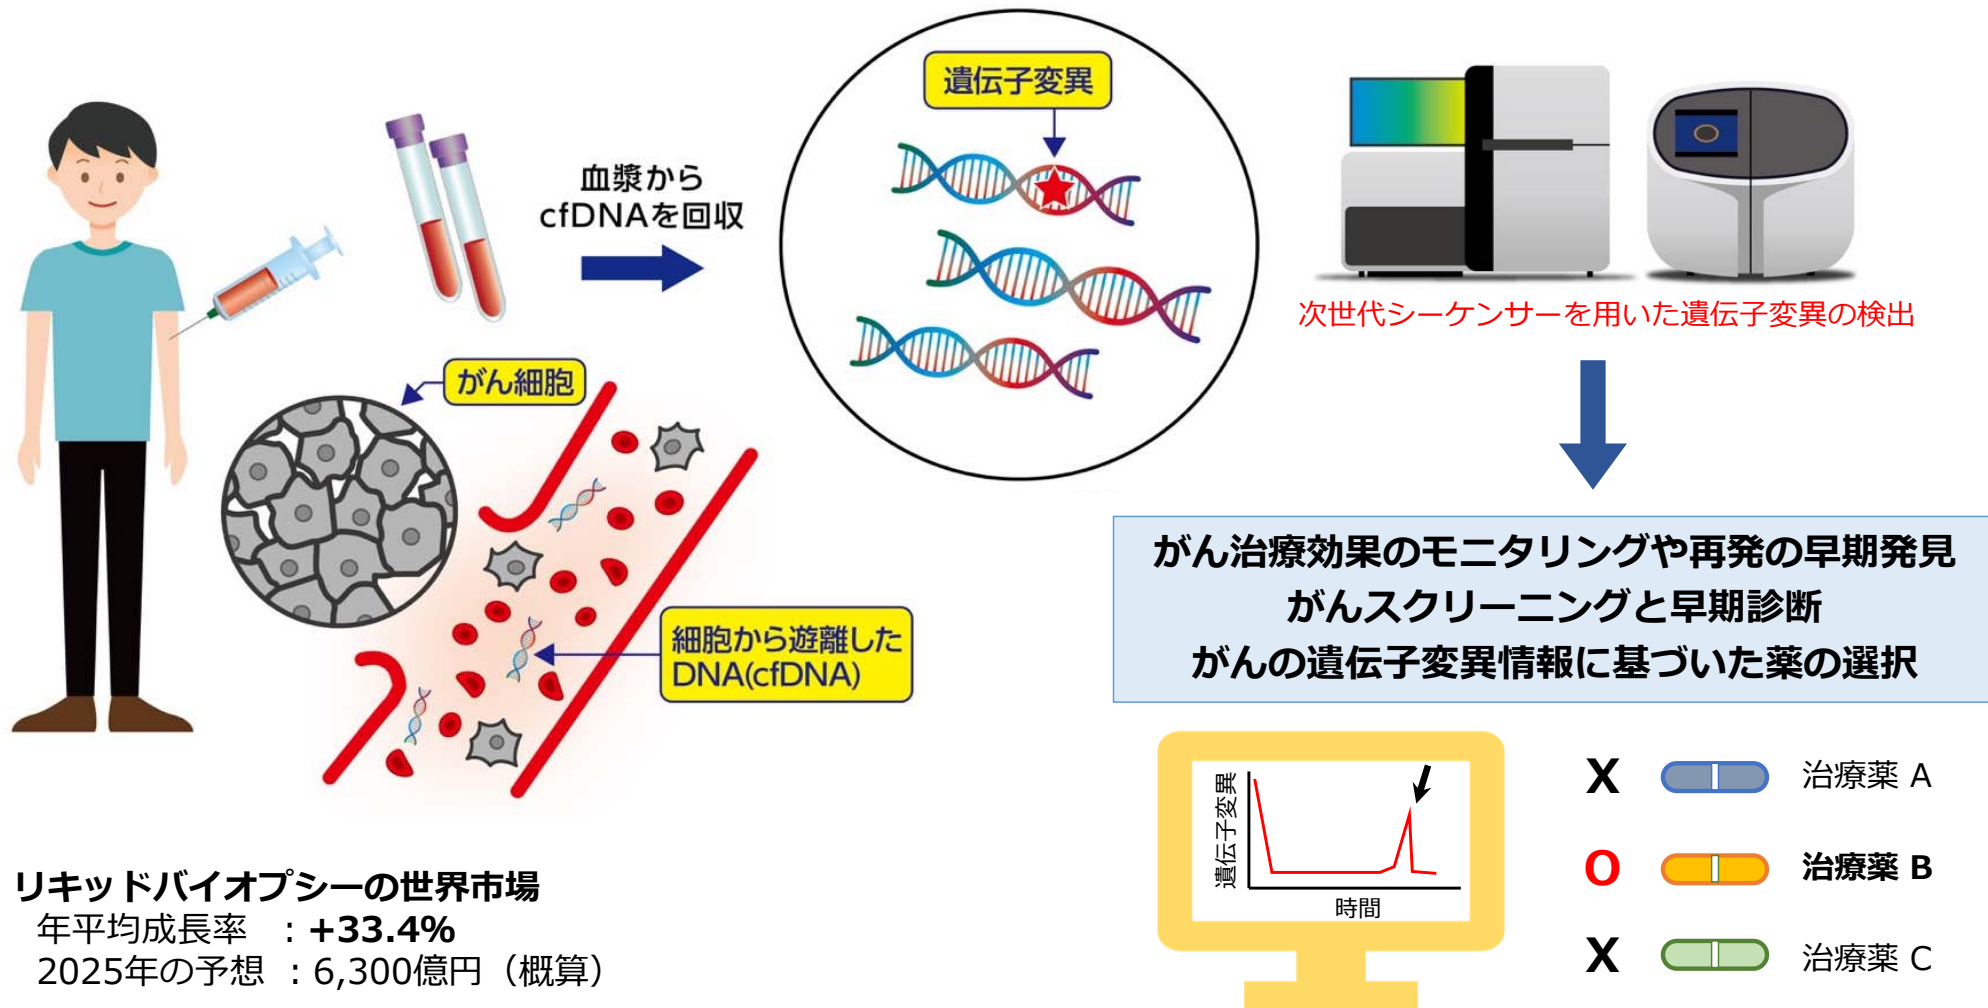 遺伝子変異
血漿から
cfDNAを回収
次世代シーケンサーを用いた遺伝子変異の検出
がん細胞
細胞から遊離した
DNA(cfDNA)
がん治療効果のモニタリングや再発の早期発見
がんスクリーニングと早期診断
がんの遺伝子変異情報に基づいた薬の選択
遺伝子変異
時間
X 治療薬 A
O 治療薬 B
X 治療薬 C
リキッドバイオプシーの世界市場
年平均成長率 :+33.4%
2025年の予想 :6,300億円（概算）